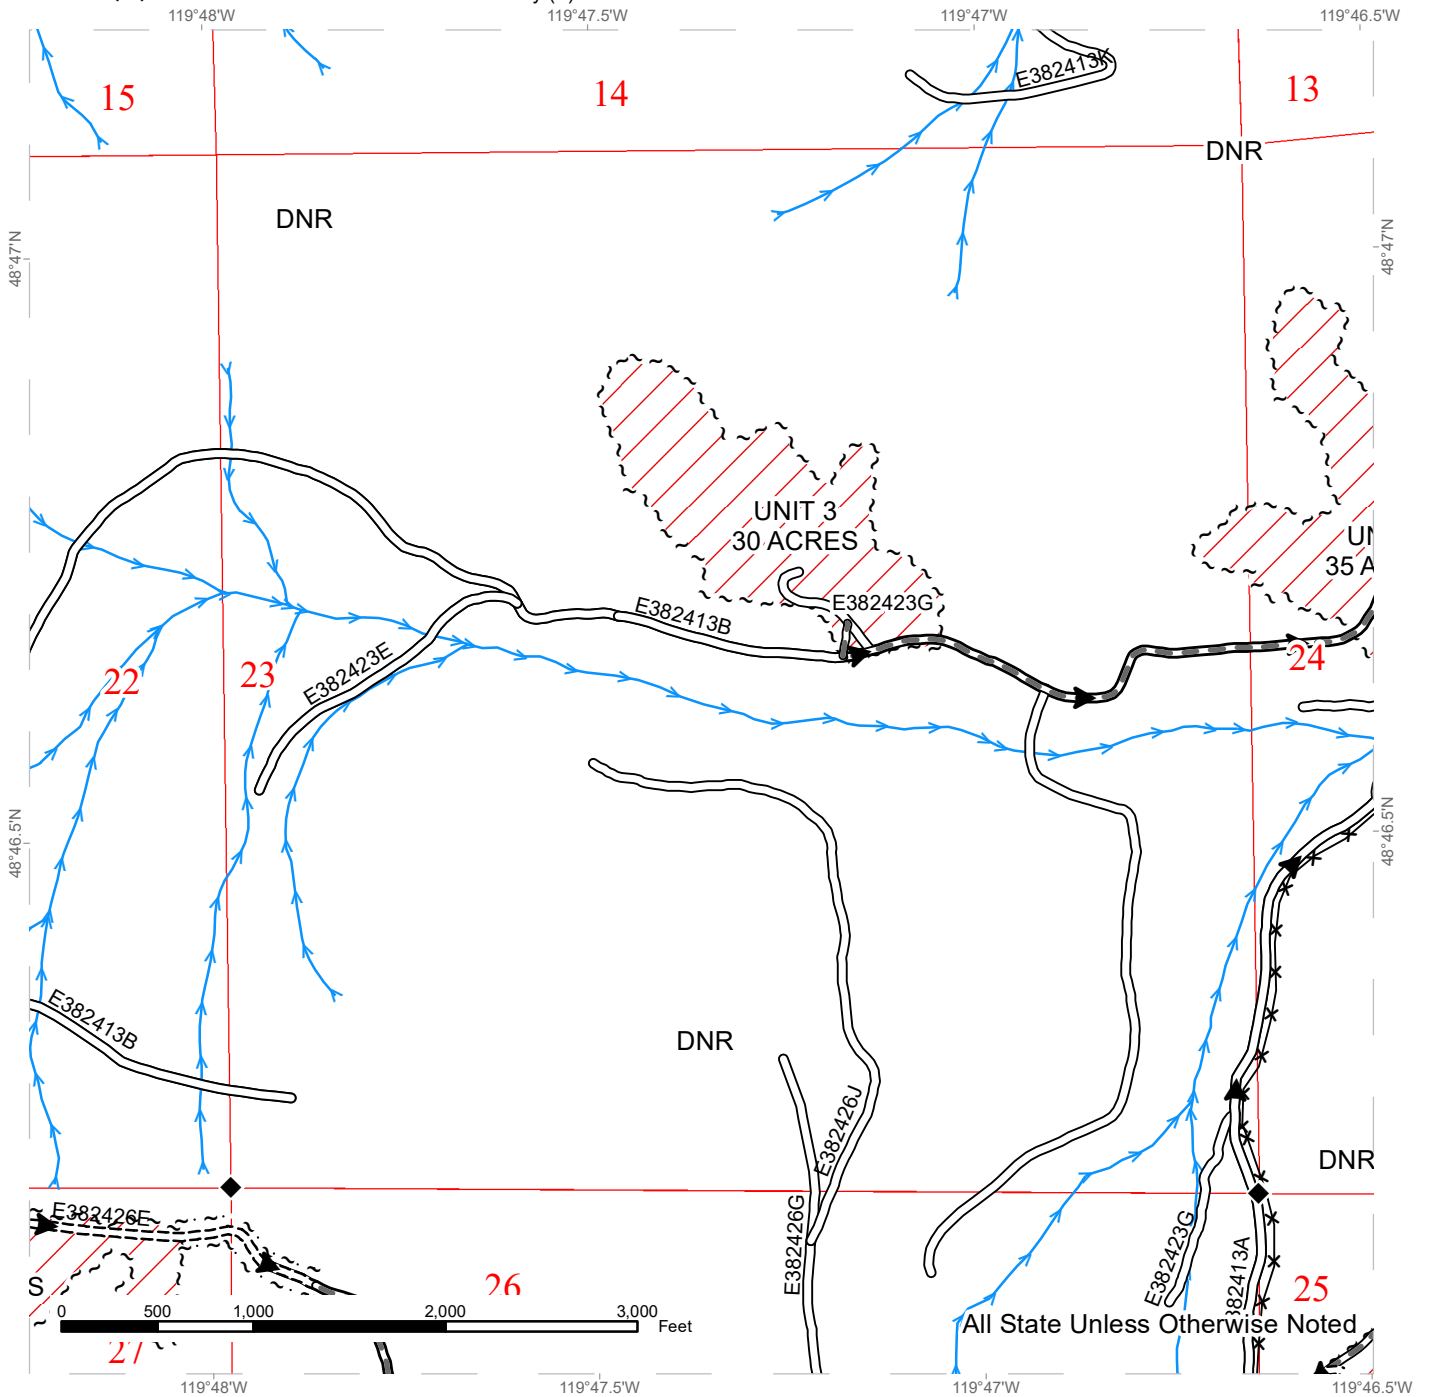 119°48'W
119°47.5'W
119°47'W
119°46.5'W
15
14
E382413K
13
DNR
DNR
48°47'N
48°47'N
UNIT 3
30 ACRES
35 A
E382423G
E382413B
E382423E
22
23
24
48°46.5'N
48°46.5'N
E382413B
DNR
E382426J
DNR
E382426E
E382426G
E382423G
382413A
S
26
25
0
500
1,000
2,000
3,000
Feet
All State Unless Otherwise Noted
27
119°48'W
119°47.5'W
119°47'W
119°46.5'W